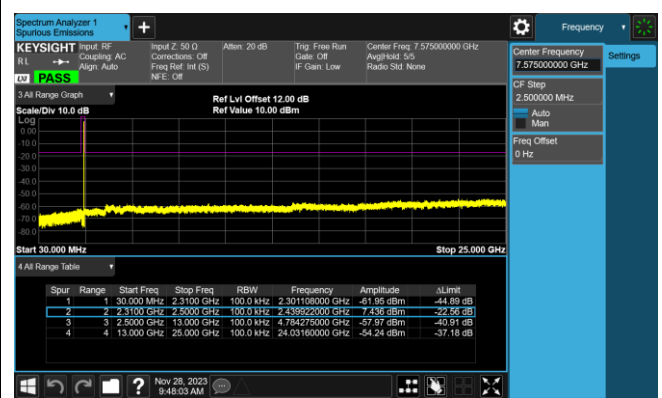 Spectrum Analyzer 1
Spurious Emissions
Frequency
KEYSIGHT Input: RF Input Z: 50 Ω Atten: 20 dB Trig: Free Run Center Freq: 7.575000000 GHz
RL Coupling: AC Corrections: Off Gate: Off Avg|Hold: 5/5
Align: Auto Freq Ref: Int (S) IF Gain: Low Radio Std: None
NFE: Off
LXI PASS
Center Frequency
7.575000000 GHz
Settings
CF Step
2.500000 MHz
Auto
Man
Freq Offset
0 Hz
3 All Range Graph
Ref Lvl Offset 12.00 dB
Scale/Div 10.0 dB Ref Value 10.00 dBm
Log
0.00
-10.0
-20.0
-30.0
-40.0
-50.0
-60.0
-70.0
-80.0
Start 30.000 MHz Stop 25.000 GHz
4 All Range Table
Spur Range Start Freq Stop Freq RBW Frequency Amplitude ΔLimit
1 1 30.000 MHz 2.3100 GHz 100.0 kHz 2.301108000 GHz -61.95 dBm -44.89 dB
2 2 2.3100 GHz 2.5000 GHz 100.0 kHz 2.439922000 GHz 7.436 dBm -22.56 dB
3 3 2.5000 GHz 13.000 GHz 100.0 kHz 4.784275000 GHz -57.97 dBm -40.91 dB
4 4 13.000 GHz 25.000 GHz 100.0 kHz 24.03160000 GHz -54.24 dBm -37.18 dB
Nov 28, 2023
9:48:03 AM